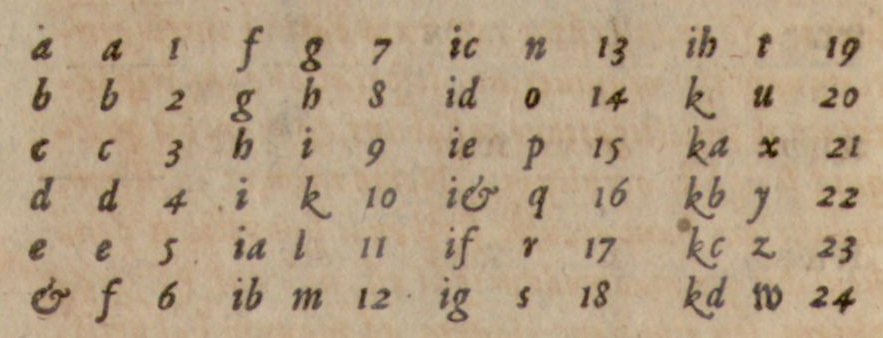 a a 1 f g 7 ic n 13 ih t 19
b b 2 g h 8 id o 14 k u 20
c c 3 h i 9 ie p 15 ka x 21
d d 4 i k 10 i& q 16 kb y 22
e e 5 ia l 11 if r 17 kc z 23
& f 6 ib m 12 ig s 18 kd w 24